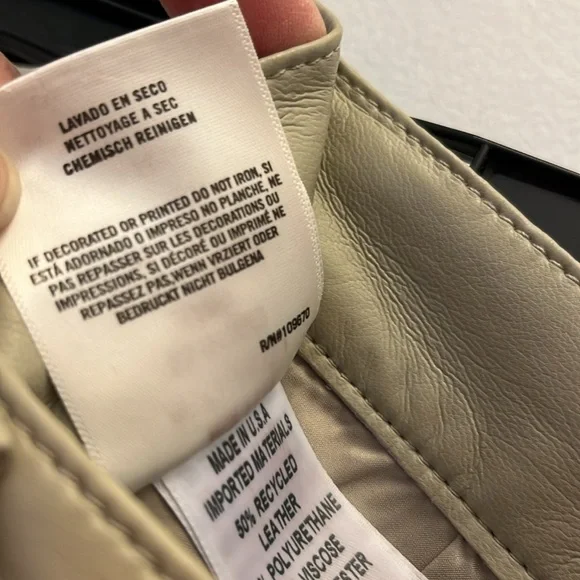 LAVADO EN SECO
NETTOYAGE A SEC
CHEMISCH REINIGEN
IF DECORATED OR PRINTED DO NOT IRON, SI
ESTÁ ADORNADO O IMPRESO NO PLANCHE, NE
PAS REPASSER SUR LES DECORATIONS OU
IMPRESSIONS, SI DÉCORÉ OU IMPRIMÉ NE
REPASSEZ PAS,WENN VRZIERT ODER
BEDRUCKT NICHT BULGENA
R/N#109670
MADE IN U.S.A
IMPORTED MATERIALS
50% RECYCLED
LEATHER
% POLYURETHANE
VISCOSE
ESTER